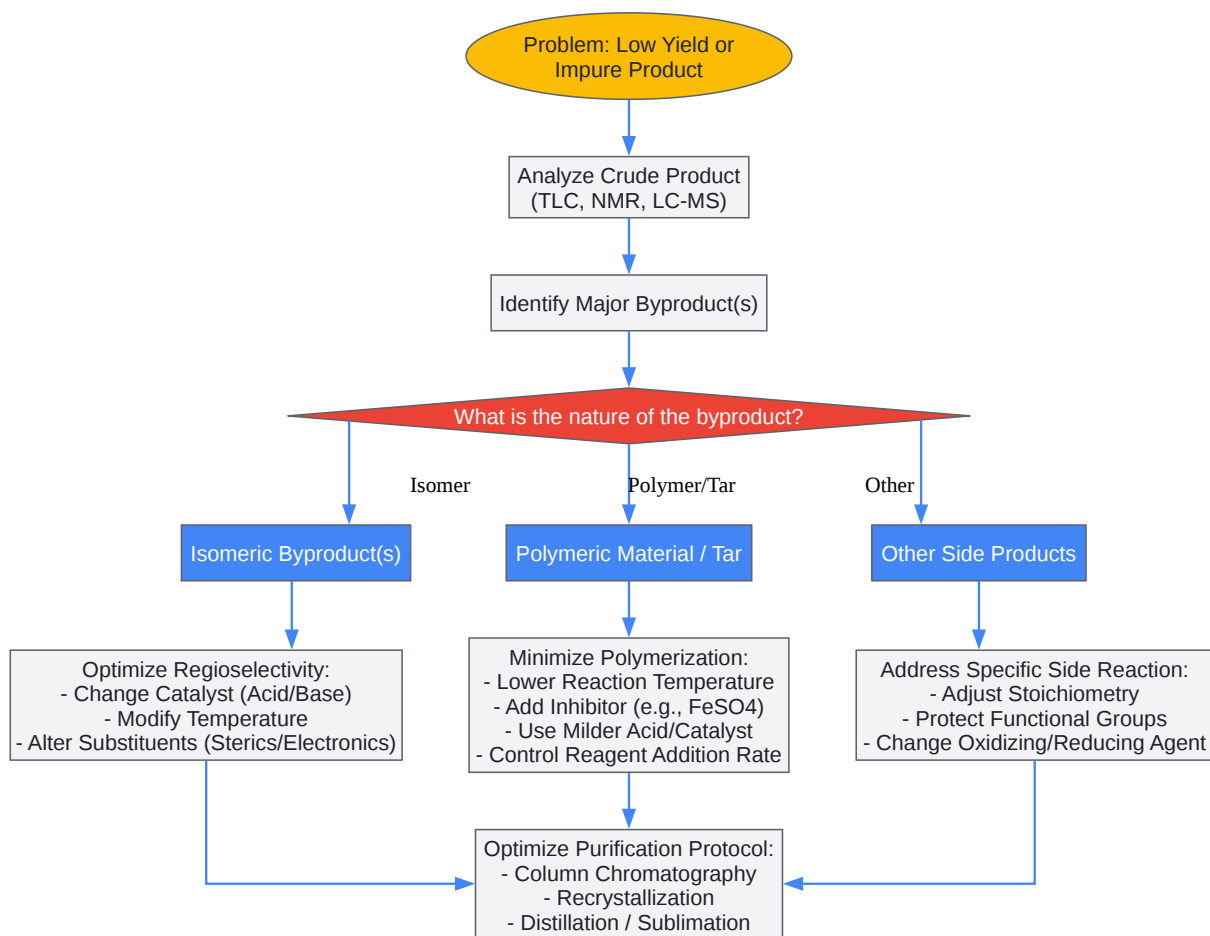 Problem: Low Yield or
Impure Product
Analyze Crude Product
(TLC, NMR, LC-MS)
Identify Major Byproduct(s)
What is the nature of the byproduct?
Isomer
Polymer/Tar
Other
Isomeric Byproduct(s)
Polymeric Material / Tar
Other Side Products
Optimize Regioselectivity:
- Change Catalyst (Acid/Base)
- Modify Temperature
- Alter Substituents (Sterics/Electronics)
Minimize Polymerization:
- Lower Reaction Temperature
- Add Inhibitor (e.g., FeSO4)
- Use Milder Acid/Catalyst
- Control Reagent Addition Rate
Address Specific Side Reaction:
- Adjust Stoichiometry
- Protect Functional Groups
- Change Oxidizing/Reducing Agent
Optimize Purification Protocol:
- Column Chromatography
- Recrystallization
- Distillation / Sublimation